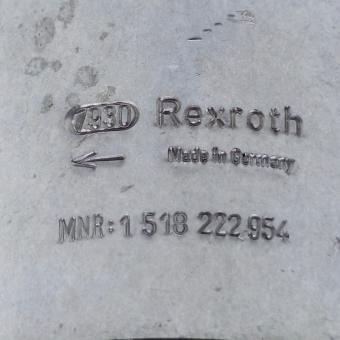 7930 Rexroth
Made in Germany
MNR: 1 518 222 954